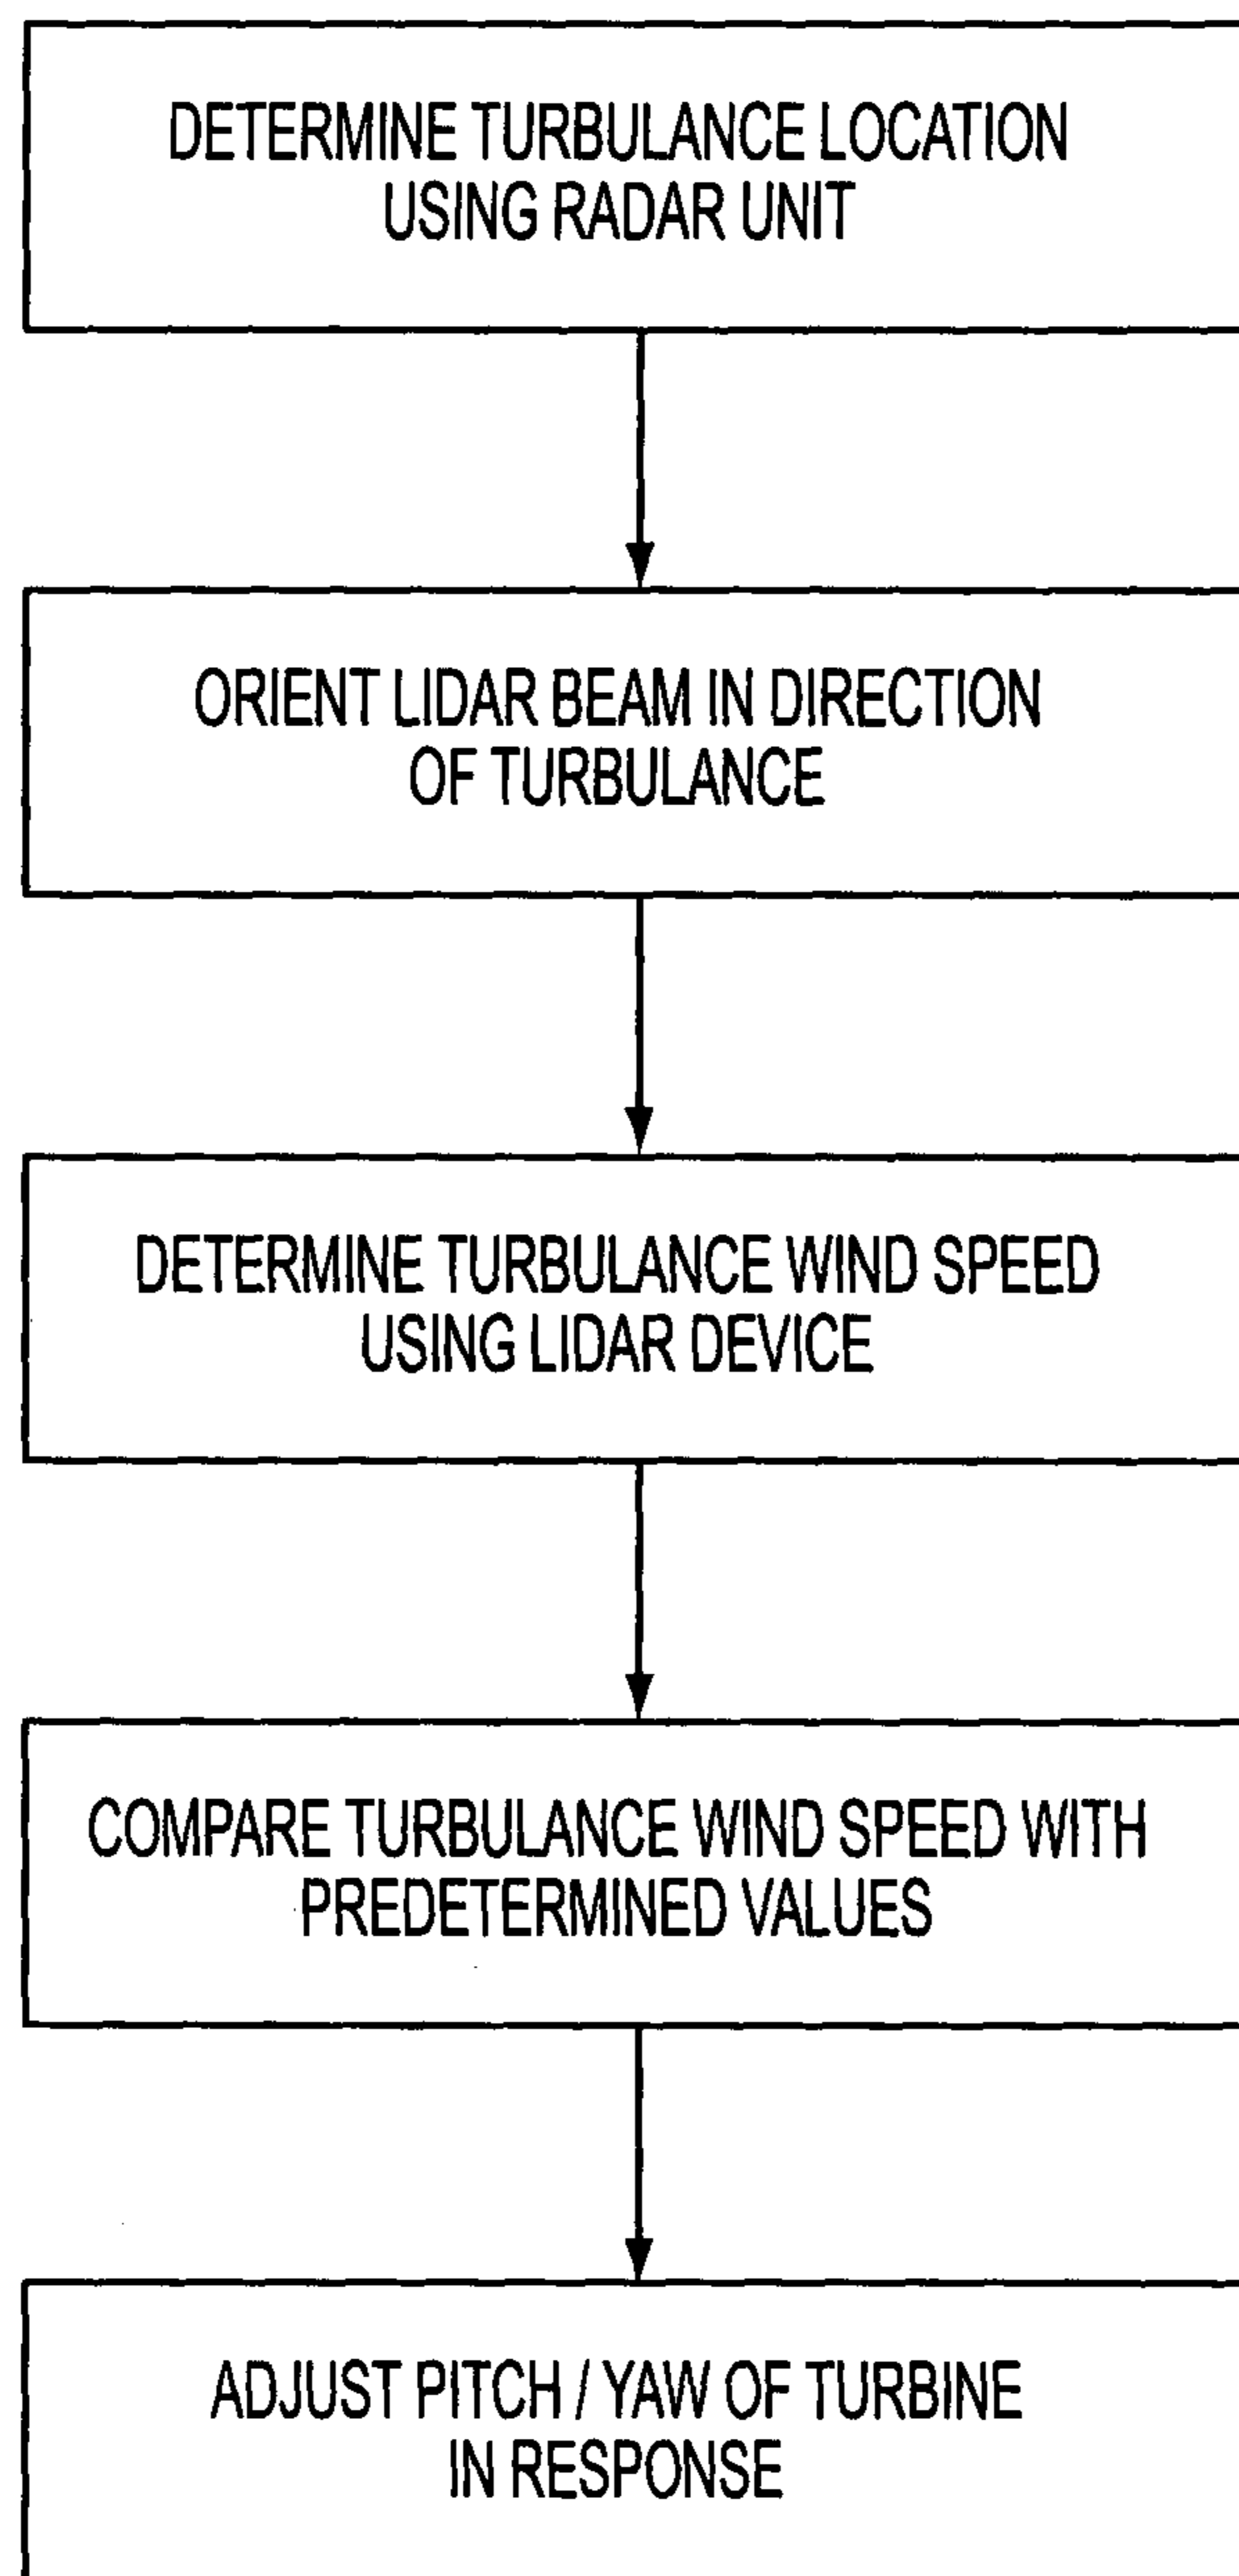 DETERMINE TURBULANCE LOCATION
USING RADAR UNIT
ORIENT LIDAR BEAM IN DIRECTION
OF TURBULANCE
DETERMINE TURBULANCE WIND SPEED
USING LIDAR DEVICE
COMPARE TURBULANCE WIND SPEED WITH
PREDETERMINED VALUES
ADJUST PITCH / YAW OF TURBINE
IN RESPONSE